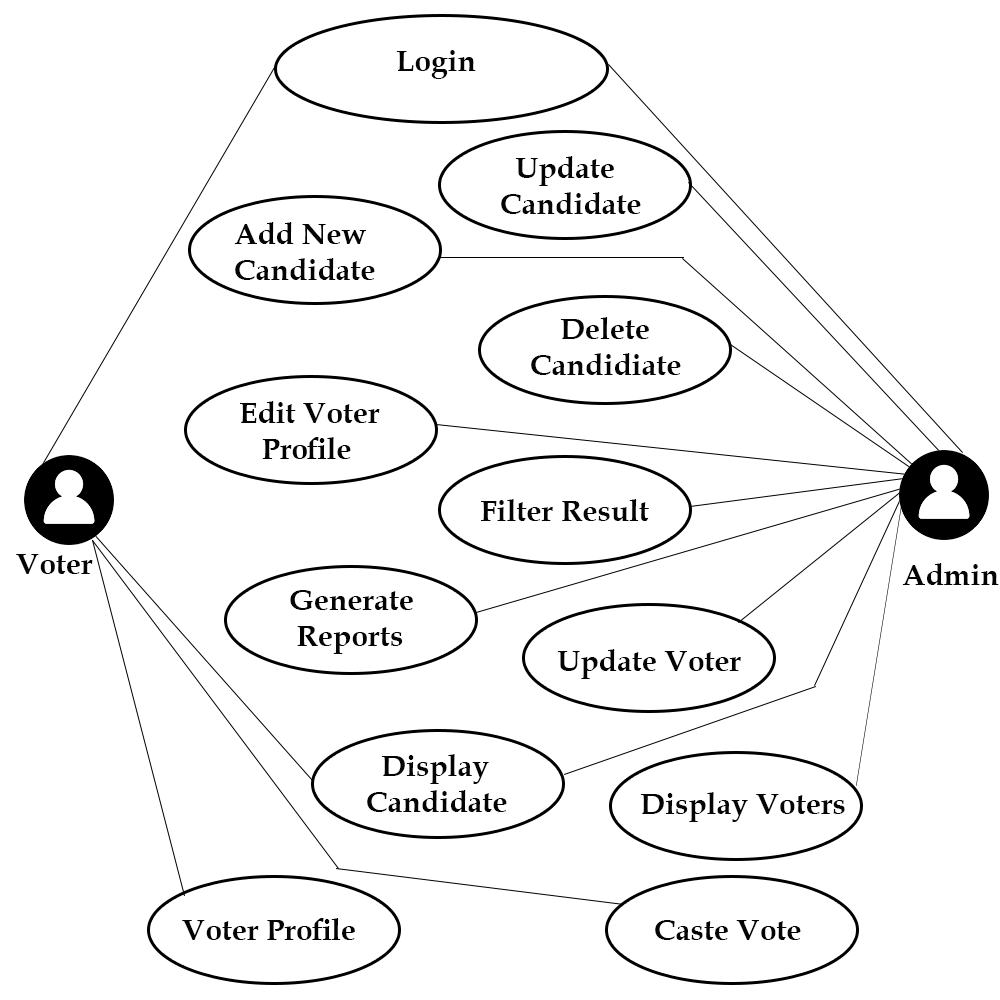 Login
Update
Candidate
Add New
Candidate
Delete
Candidiate
Edit Voter
Profile
Filter Result
Voter
Admin
Generate
Reports
Update Voter
Display
Candidate
Display Voters
Voter Profile
Caste Vote